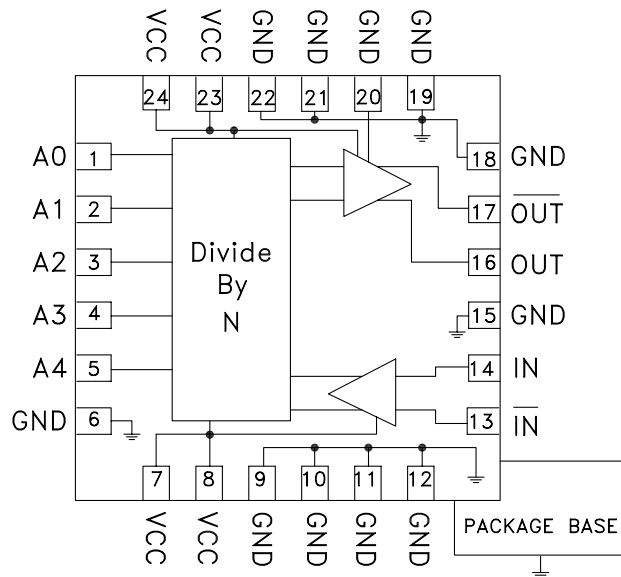 VCC VCC GND GND GND GND
24 23 22 21 20 19
A0 1
A1 2
A2 3
A3 4
A4 5
GND 6
Divide
By
N
18 GND
17 O̅U̅T̅
16 OUT
15 GND
14 IN
13 I̅N̅
7 8 9 10 11 12
VCC VCC GND GND GND GND
PACKAGE BASE